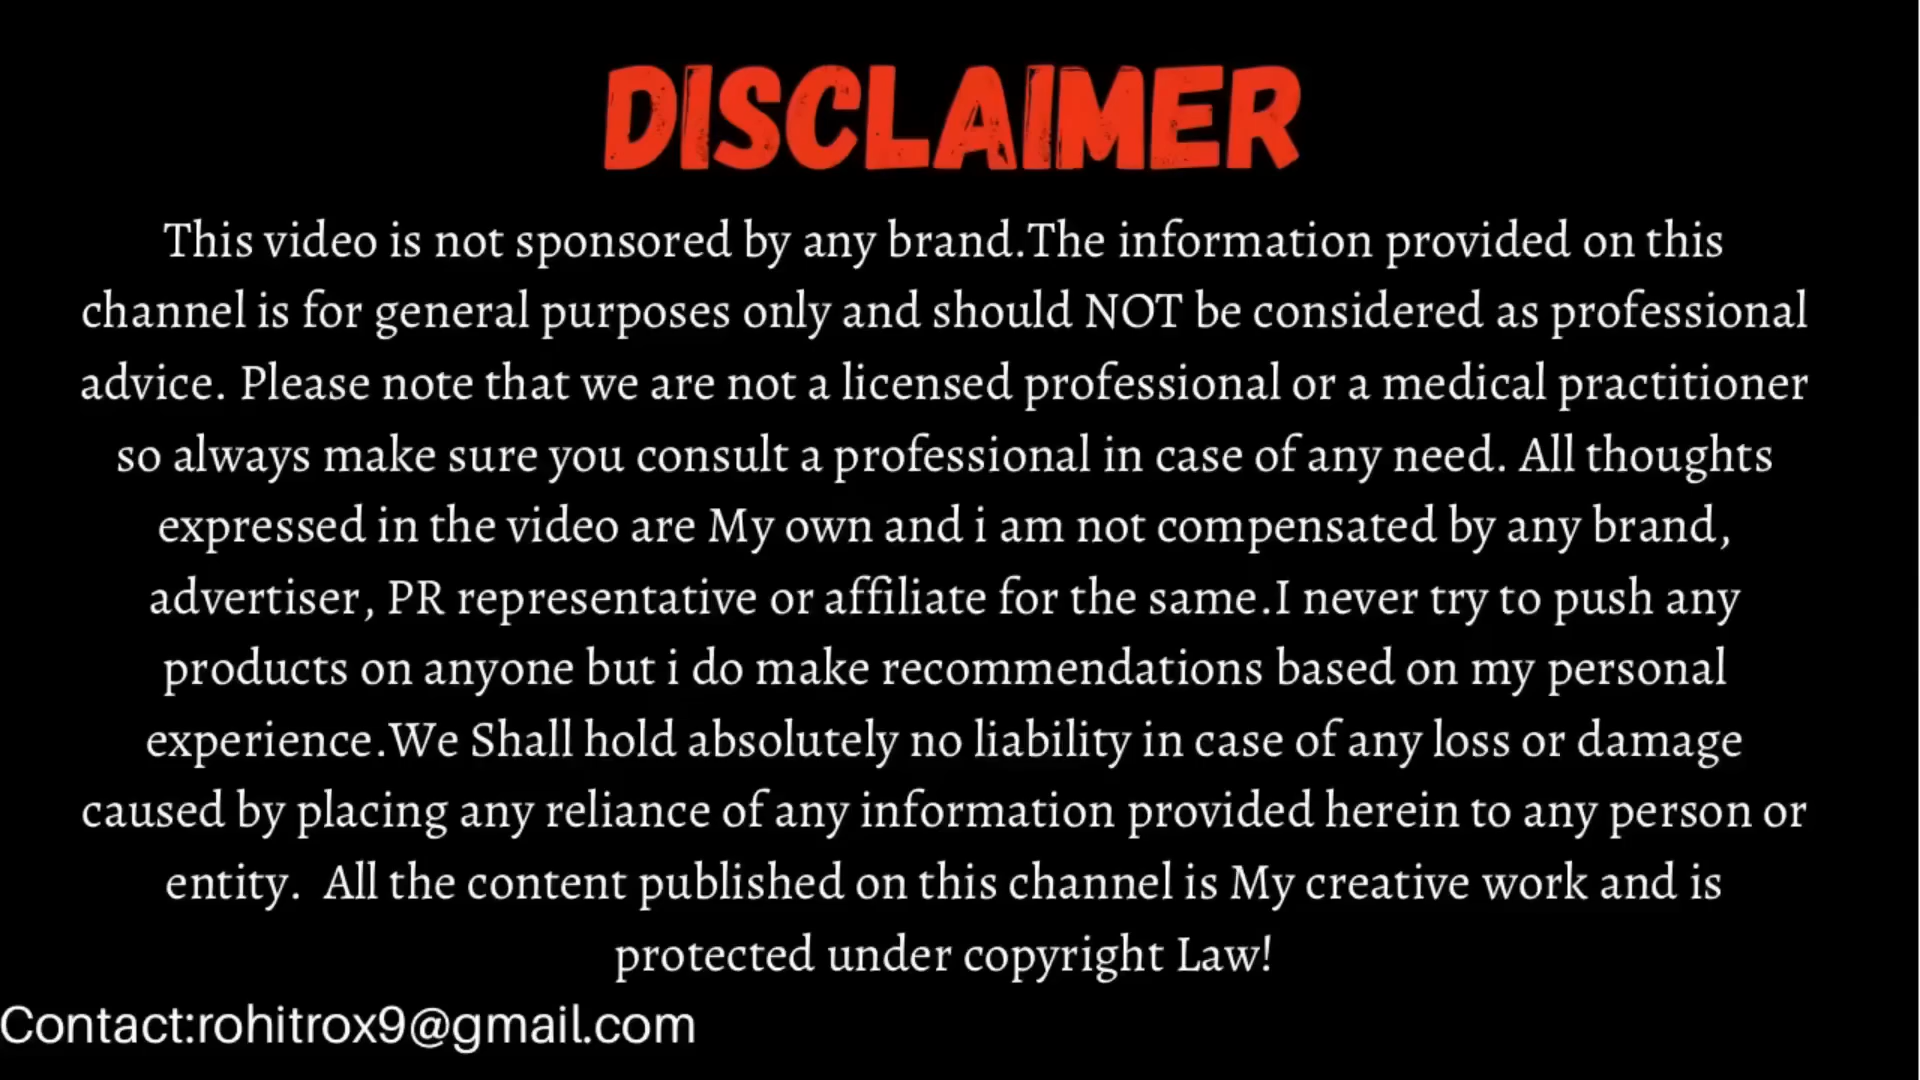 DISCLAIMER
This video is not sponsored by any brand.The information provided on this
channel is for general purposes only and should NOT be considered as professional
advice. Please note that we are not a licensed professional or a medical practitioner
so always make sure you consult a professional in case of any need. All thoughts
expressed in the video are My own and i am not compensated by any brand,
advertiser, PR representative or affiliate for the same.I never try to push any
products on anyone but i do make recommendations based on my personal
experience.We Shall hold absolutely no liability in case of any loss or damage
caused by placing any reliance of any information provided herein to any person or
entity.  All the content published on this channel is My creative work and is
protected under copyright Law!
Contact:rohitrox9@gmail.com